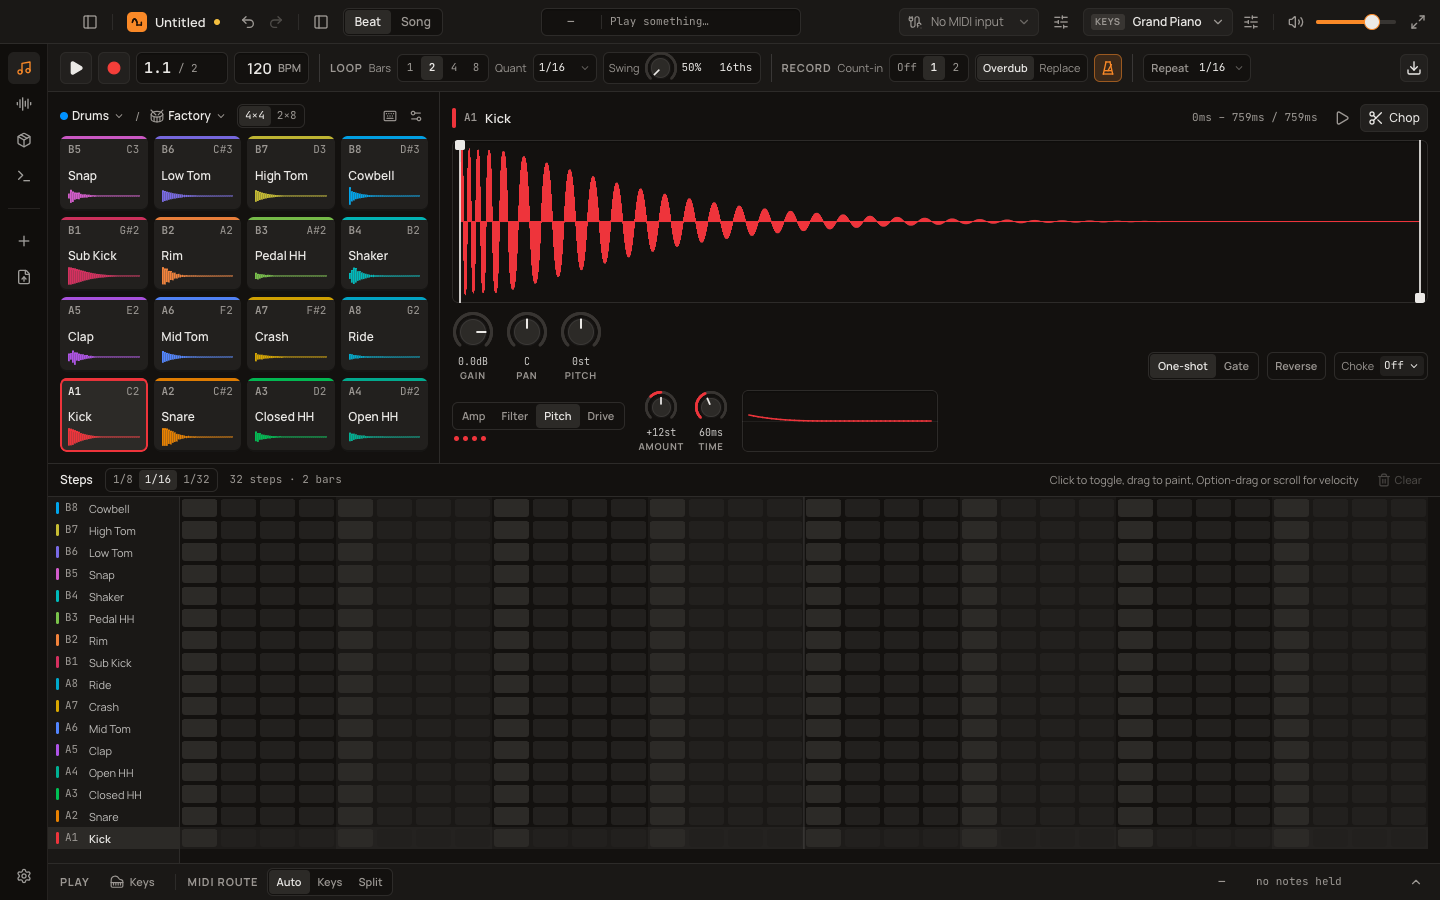 Untitled
Beat Song
– Play something…
No MIDI input
KEYS Grand Piano
1.1 / 2
120 BPM
LOOP Bars 1 2 4 8
Quant 1/16
Swing 50% 16ths
RECORD Count-in Off 1 2
Overdub Replace
Repeat 1/16
Drums / Factory 4×4 2×8
B5 C3 B6 C#3 B7 D3 B8 D#3
Snap Low Tom High Tom Cowbell
B1 G#2 B2 A2 B3 A#2 B4 B2
Sub Kick Rim Pedal HH Shaker
A5 E2 A6 F2 A7 F#2 A8 G2
Clap Mid Tom Crash Ride
A1 C2 A2 C#2 A3 D2 A4 D#2
Kick Snare Closed HH Open HH
A1 Kick
0ms – 759ms / 759ms
Chop
0.0dB C 0st
GAIN PAN PITCH
One-shot Gate Reverse Choke Off
Amp Filter Pitch Drive
+12st 60ms
AMOUNT TIME
Steps 1/8 1/16 1/32 32 steps · 2 bars
Click to toggle, drag to paint, Option-drag or scroll for velocity
Clear
B8 Cowbell
B7 High Tom
B6 Low Tom
B5 Snap
B4 Shaker
B3 Pedal HH
B2 Rim
B1 Sub Kick
A8 Ride
A7 Crash
A6 Mid Tom
A5 Clap
A4 Open HH
A3 Closed HH
A2 Snare
A1 Kick
PLAY Keys MIDI ROUTE Auto Keys Split
– no notes held